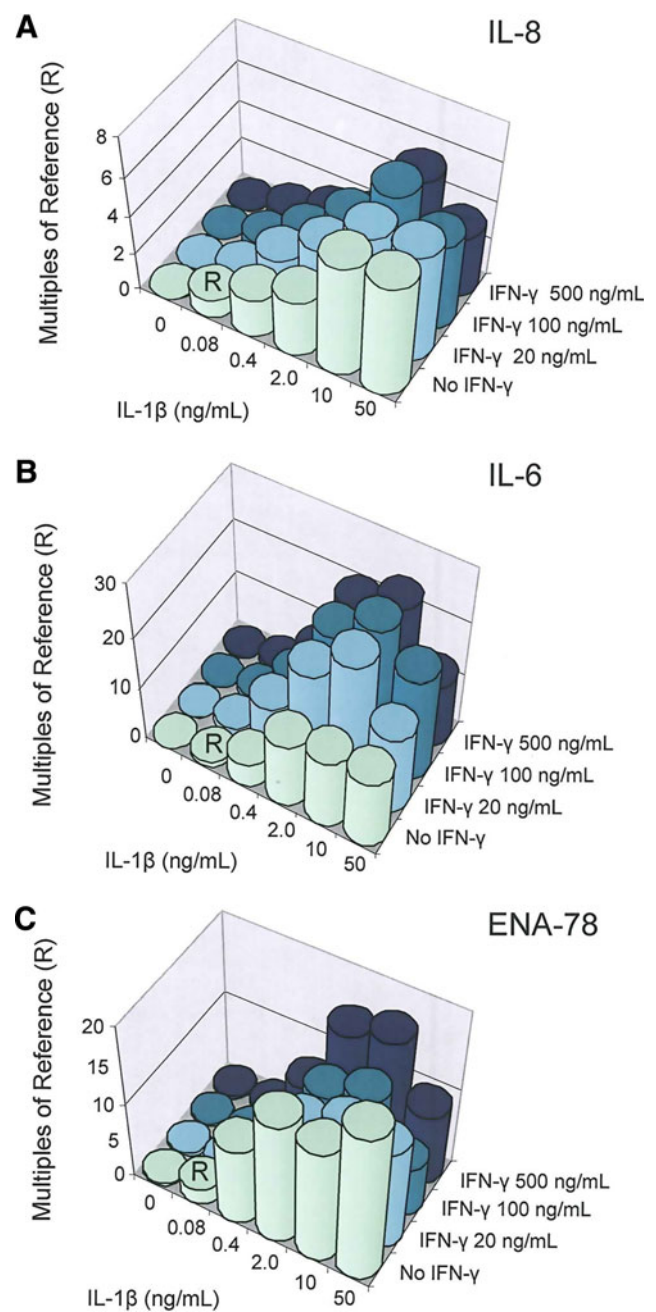 A
IL-8
Multiples of Reference (R)
8
6
4
2
0
R
0
0.08
0.4
2.0
10
50
IL-1β (ng/mL)
IFN-γ 500 ng/mL
IFN-γ 100 ng/mL
IFN-γ 20 ng/mL
No IFN-γ
B
IL-6
Multiples of Reference (R)
30
20
10
0
R
0
0.08
0.4
2.0
10
50
IL-1β (ng/mL)
IFN-γ 500 ng/mL
IFN-γ 100 ng/mL
IFN-γ 20 ng/mL
No IFN-γ
C
ENA-78
Multiples of Reference (R)
20
15
10
5
0
R
0
0.08
0.4
2.0
10
50
IL-1β (ng/mL)
IFN-γ 500 ng/mL
IFN-γ 100 ng/mL
IFN-γ 20 ng/mL
No IFN-γ